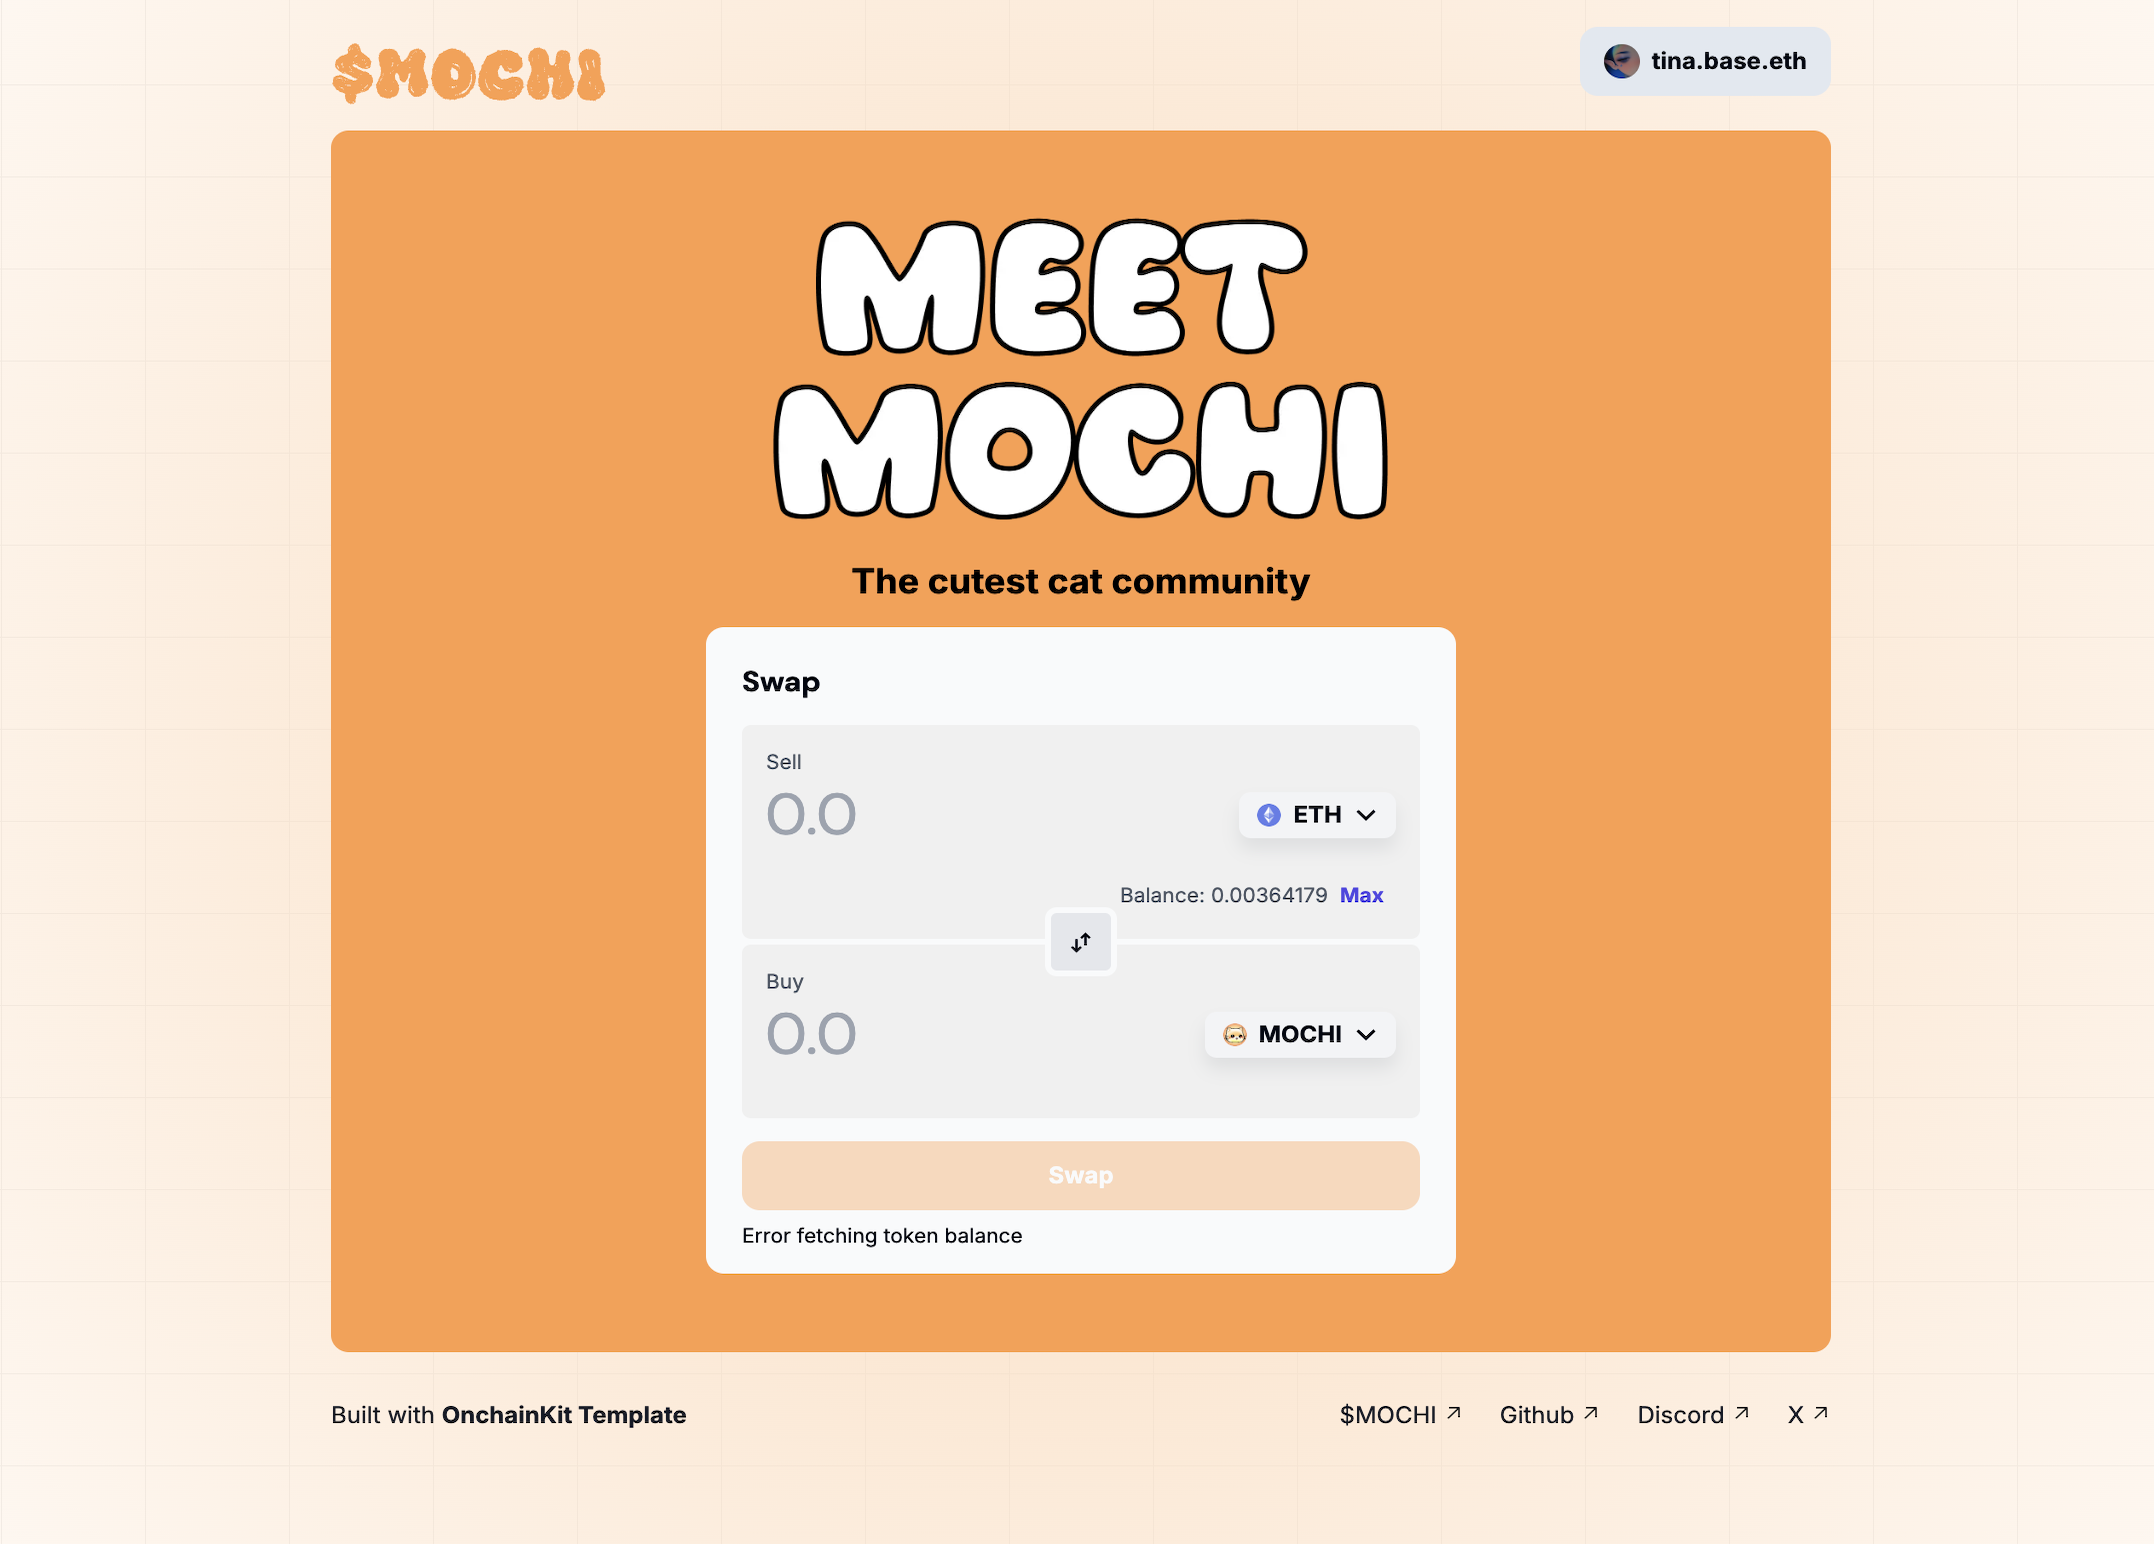 $MOCHI
tina.base.eth
MEET
MOCHI
The cutest cat community
Swap
Sell
0.0
ETH
Balance: 0.00364179 Max
Buy
0.0
MOCHI
Swap
Error fetching token balance
Built with OnchainKit Template
$MOCHI Github Discord X